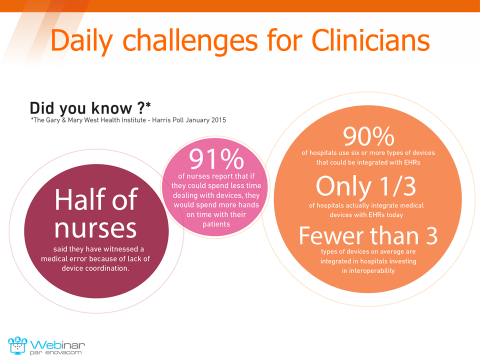 Daily challenges for Clinicians
Did you know ?*
*The Gary & Mary West Health Institute - Harris Poll January 2015
Half of
nurses
said they have witnessed a
medical error because of lack of
device coordination.
91%
of nurses report that if
they could spend less time
dealing with devices, they
would spend more hands
on time with their
patients
90%
of hospitals use six or more types of devices
that could be integrated with EHRs
Only 1/3
of hospitals actually integrate medical
devices with EHRs today
Fewer than 3
types of devices on average are
integrated in hospitals investing
in interoperability
Webinar
par enovacom